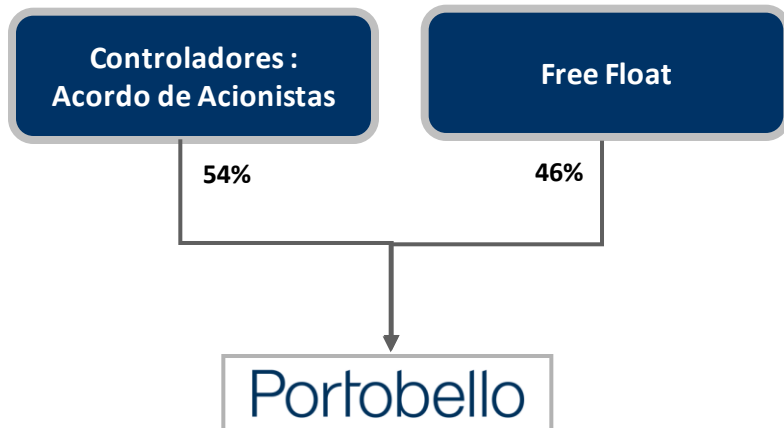 Controladores :
Acordo de Acionistas
Free Float
54%
46%
Portobello